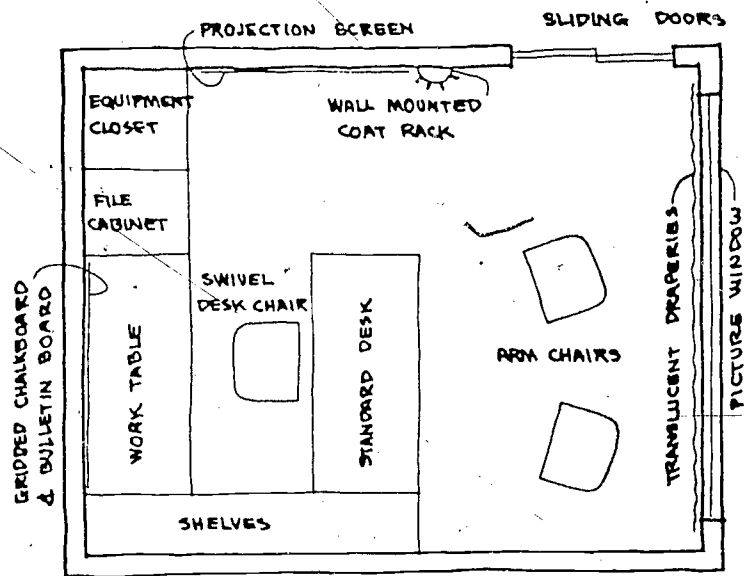 SLIDING DOORS
PROJECTION SCREEN
EQUIPMENT
CLOSET
WALL MOUNTED
COAT RACK
FILE
CABINET
SWIVEL
DESK CHAIR
GRIDDED CHALKBOARD
& BULLETIN BOARD
WORK TABLE
STANDARD DESK
ARM CHAIRS
TRANSLUCENT DRAPERIES
PICTURE WINDOW
SHELVES